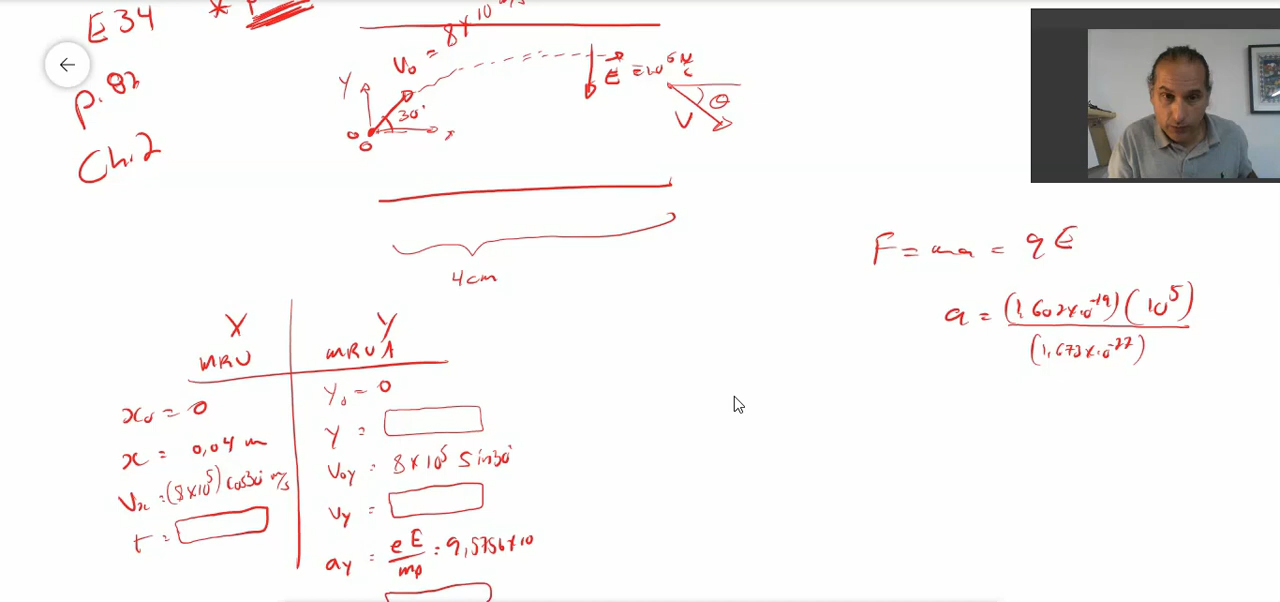 E34
p. 83
Ch. 2
V₀ = 8×10
Y
30°
x
O
E = 10⁵ N/C
θ
V
4cm
F = ma = qE
a = (1,602×10⁻¹⁹)(10⁵)
(1,673×10⁻²⁷)
X
MRU
x₀ = 0
x = 0,04 m
Vx = (8×10⁵) cos30° m/s
t =
Y
MRUA
Y₀ = 0
Y =
V₀y = 8×10⁵ Sin30°
Vy =
ay = eE/mp = 9,5756×10